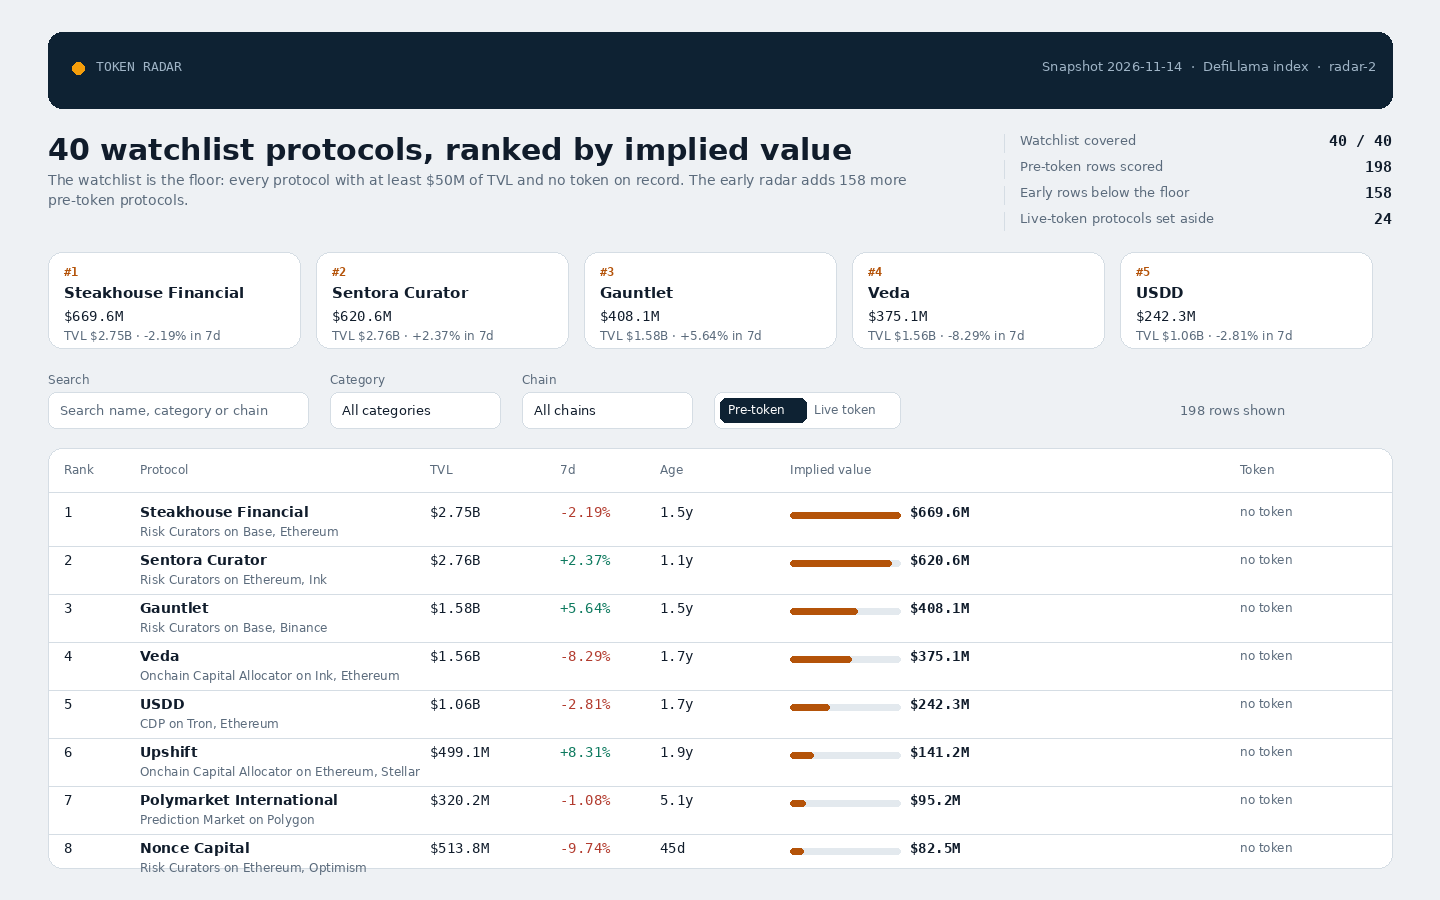 TOKEN RADAR
Snapshot 2026-11-14 · DefiLlama index · radar-2
40 watchlist protocols, ranked by implied value
The watchlist is the floor: every protocol with at least $50M of TVL and no token on record. The early radar adds 158 more
pre-token protocols.
Watchlist covered 40 / 40
Pre-token rows scored 198
Early rows below the floor 158
Live-token protocols set aside 24
#1
Steakhouse Financial
$669.6M
TVL $2.75B · -2.19% in 7d
#2
Sentora Curator
$620.6M
TVL $2.76B · +2.37% in 7d
#3
Gauntlet
$408.1M
TVL $1.58B · +5.64% in 7d
#4
Veda
$375.1M
TVL $1.56B · -8.29% in 7d
#5
USDD
$242.3M
TVL $1.06B · -2.81% in 7d
Search
Search name, category or chain
Category
All categories
Chain
All chains
Pre-token Live token
198 rows shown
Rank Protocol TVL 7d Age Implied value Token
1 Steakhouse Financial $2.75B -2.19% 1.5y $669.6M no token
Risk Curators on Base, Ethereum
2 Sentora Curator $2.76B +2.37% 1.1y $620.6M no token
Risk Curators on Ethereum, Ink
3 Gauntlet $1.58B +5.64% 1.5y $408.1M no token
Risk Curators on Base, Binance
4 Veda $1.56B -8.29% 1.7y $375.1M no token
Onchain Capital Allocator on Ink, Ethereum
5 USDD $1.06B -2.81% 1.7y $242.3M no token
CDP on Tron, Ethereum
6 Upshift $499.1M +8.31% 1.9y $141.2M no token
Onchain Capital Allocator on Ethereum, Stellar
7 Polymarket International $320.2M -1.08% 5.1y $95.2M no token
Prediction Market on Polygon
8 Nonce Capital $513.8M -9.74% 45d $82.5M no token
Risk Curators on Ethereum, Optimism